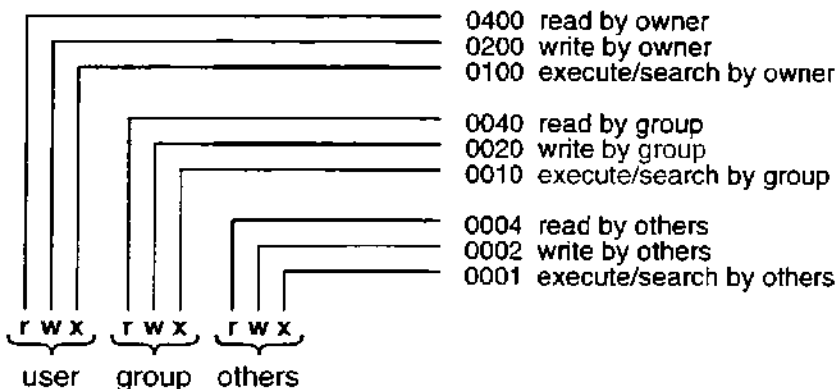 0400 read by owner
0200 write by owner
0100 execute/search by owner
0040 read by group
0020 write by group
0010 execute/search by group
0004 read by others
0002 write by others
0001 execute/search by others
r w x r w x r w x
user group others